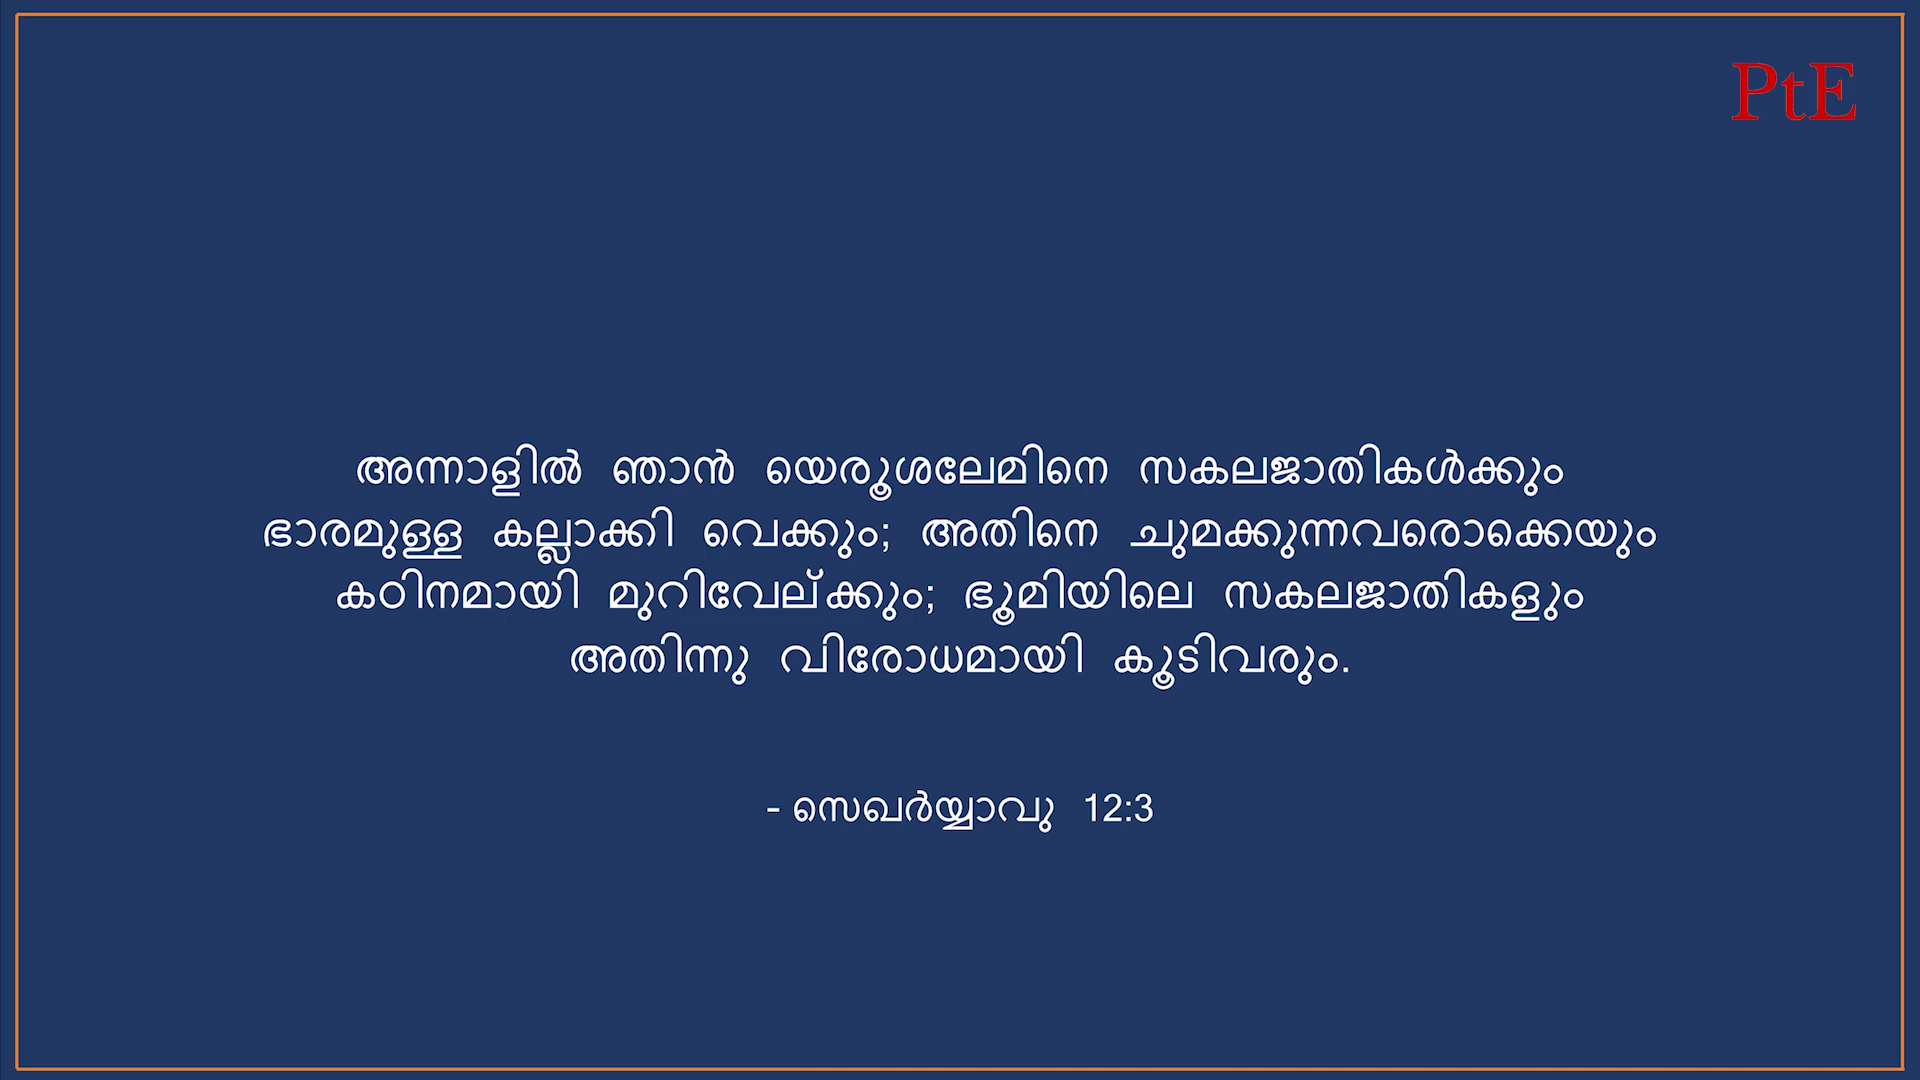 PtE
അന്നാളിൽ ഞാൻ യെരൂശലേമിനെ സകലജാതികൾക്കും
ഭാരമുള്ള കല്ലാക്കി വെക്കും; അതിനെ ചുമക്കുന്നവരൊക്കെയും
കഠിനമായി മുറിവേല്ക്കും; ഭൂമിയിലെ സകലജാതികളും
അതിന്നു വിരോധമായി കൂടിവരും.
- സെഖർയ്യാവു 12:3